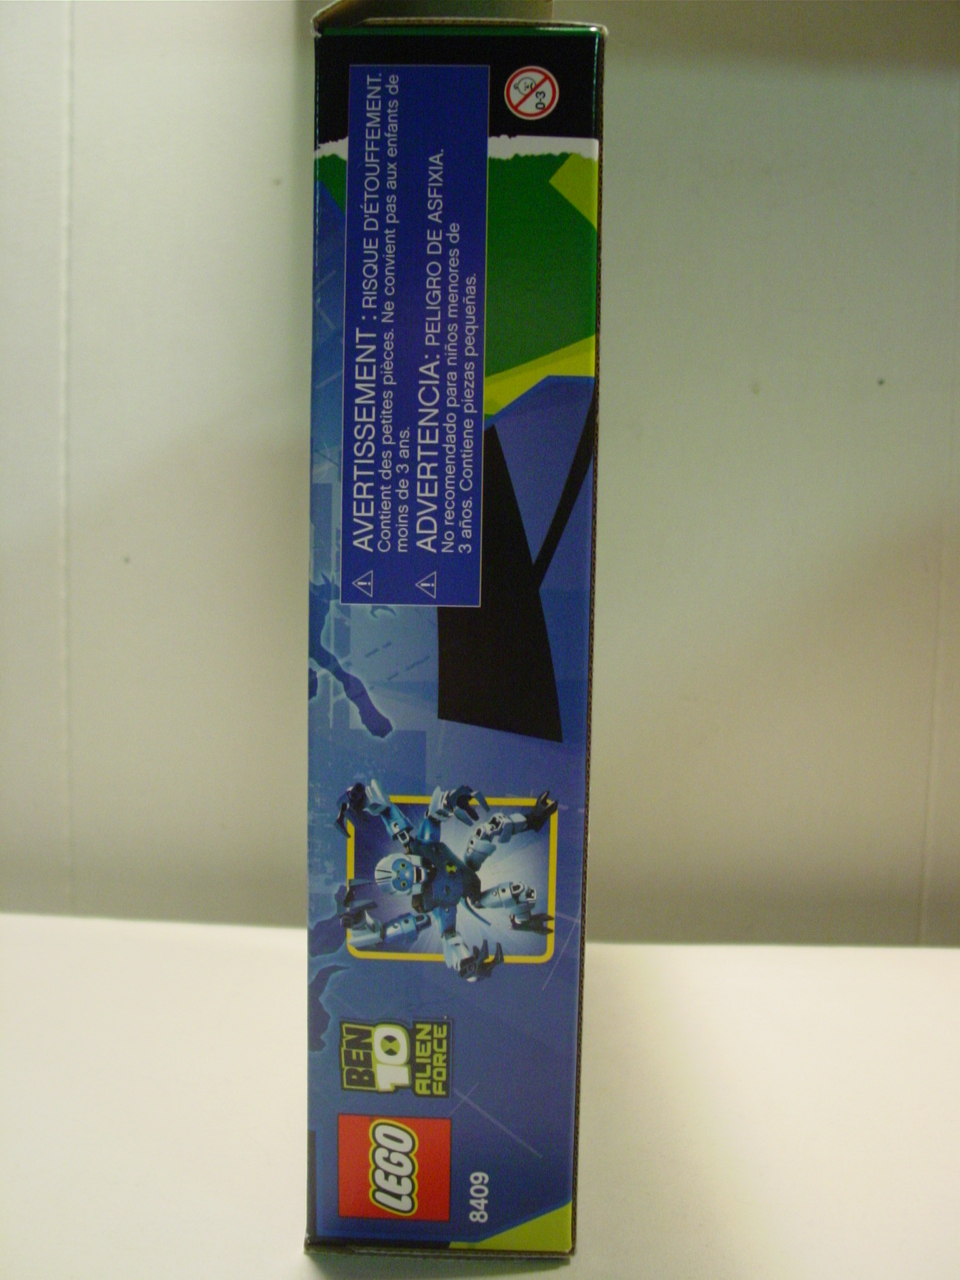 LEGO
BEN
10
ALIEN
FORCE
8409
⚠ AVERTISSEMENT : RISQUE D'ÉTOUFFEMENT.
Contient des petites pièces. Ne convient pas aux enfants de
moins de 3 ans.
⚠ ADVERTENCIA: PELIGRO DE ASFIXIA.
No recomendado para niños menores de
3 años. Contiene piezas pequeñas.
0-3